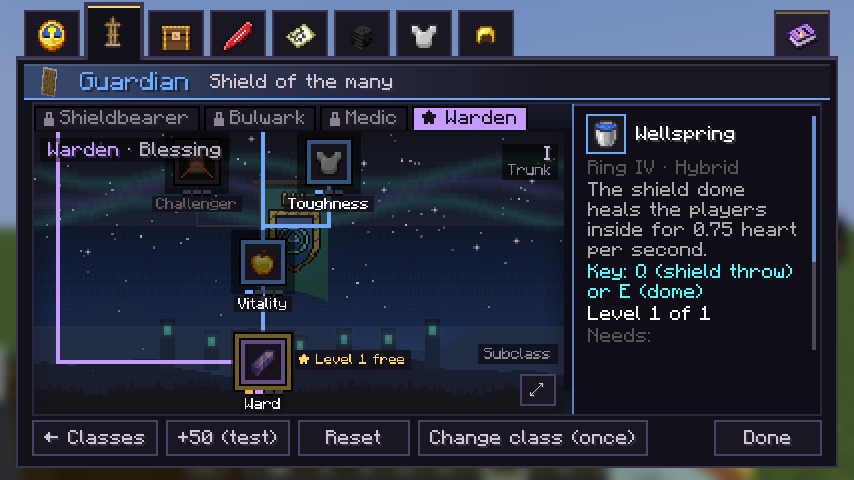 Guardian Shield of the many
Shieldbearer
Bulwark
Medic
Warden
Warden · Blessing
I
Trunk
Challenger
Toughness
Vitality
Level 1 free
Subclass
Ward
Wellspring
Ring IV · Hybrid
The shield dome
heals the players
inside for 0.75 heart
per second.
Key: Q (shield throw)
or E (dome)
Level 1 of 1
Needs:
← Classes
+50 (test)
Reset
Change class (once)
Done